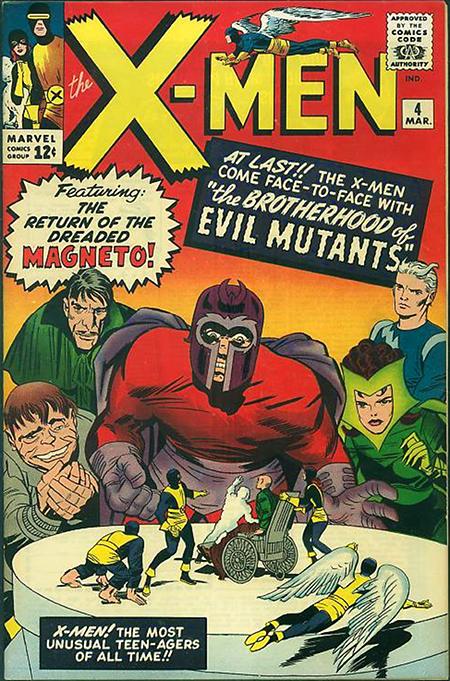 APPROVED
BY THE
COMICS
CODE
AUTHORITY
IND.
the
X-MEN
4
MAR.
MARVEL
COMICS
GROUP 12¢
AT LAST!! THE X-MEN
COME FACE-TO-FACE WITH
"the BROTHERHOOD of
EVIL MUTANTS"
Featuring:
THE
RETURN OF THE
DREADED
MAGNETO!
X-MEN! THE MOST
UNUSUAL TEEN-AGERS
OF ALL TIME!!